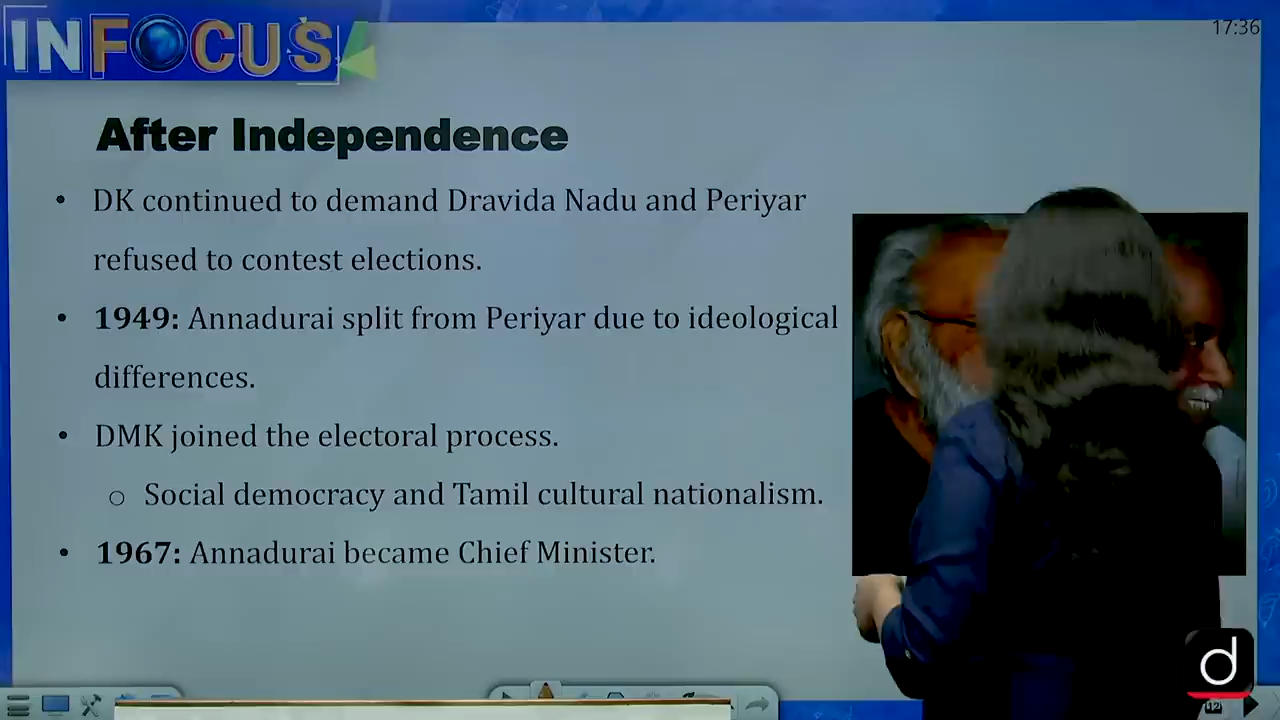 INFOCUS
17:36
After Independence
• DK continued to demand Dravida Nadu and Periyar
refused to contest elections.
• 1949: Annadurai split from Periyar due to ideological
differences.
• DMK joined the electoral process.
○ Social democracy and Tamil cultural nationalism.
• 1967: Annadurai became Chief Minister.
d
12